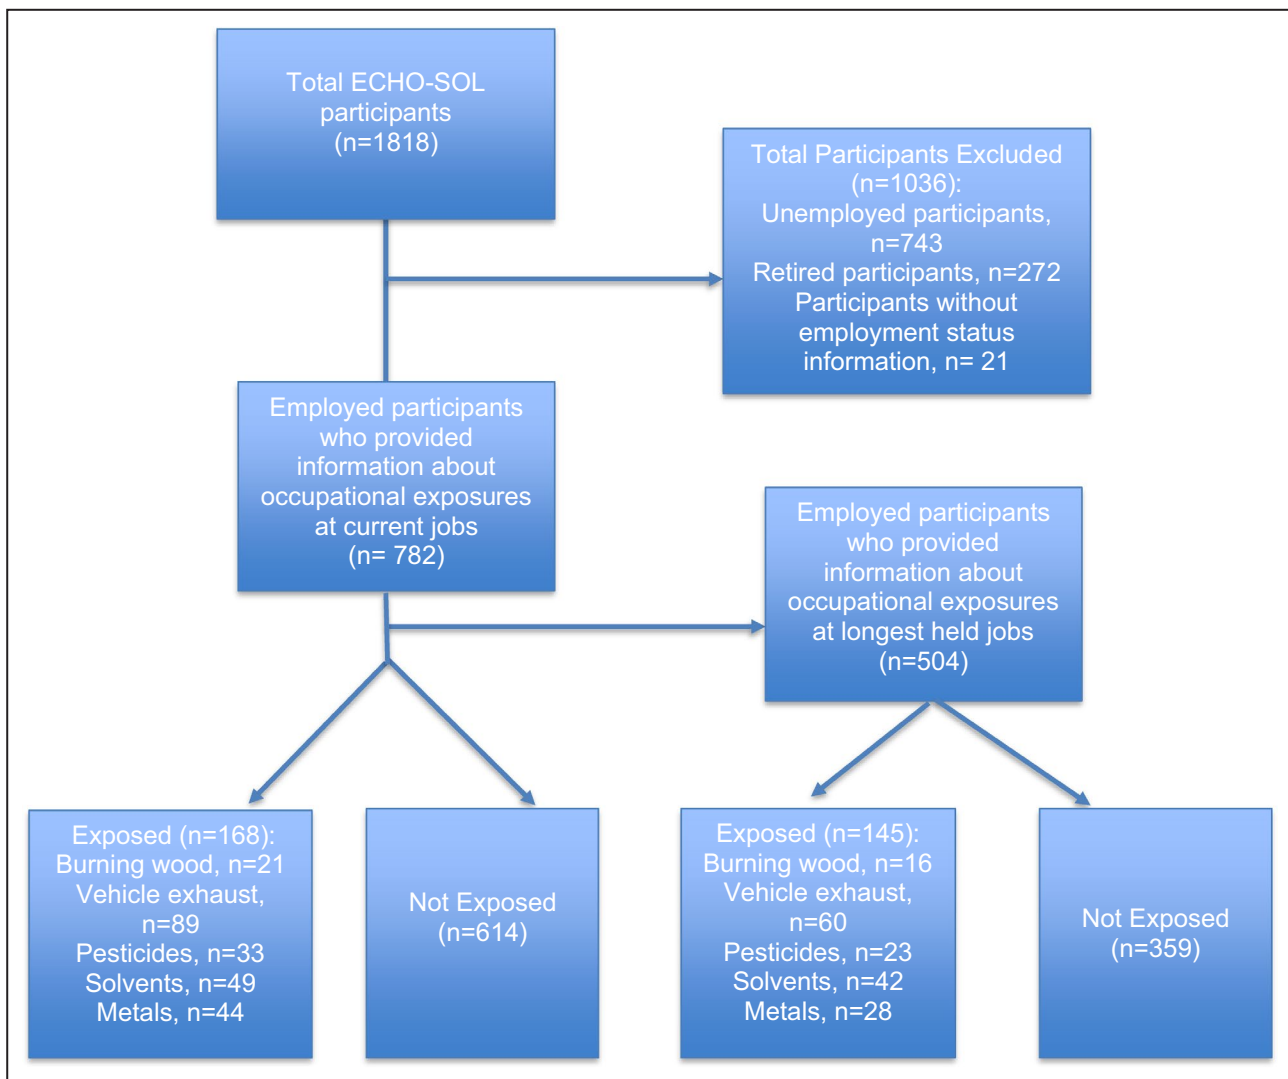 Total ECHO-SOL
participants
(n=1818)
Total Participants Excluded
(n=1036):
Unemployed participants,
n=743
Retired participants, n=272
Participants without
employment status
information, n= 21
Employed participants
who provided
information about
occupational exposures
at current jobs
(n= 782)
Employed participants
who provided
information about
occupational exposures
at longest held jobs
(n=504)
Exposed (n=168):
Burning wood, n=21
Vehicle exhaust,
n=89
Pesticides, n=33
Solvents, n=49
Metals, n=44
Not Exposed
(n=614)
Exposed (n=145):
Burning wood, n=16
Vehicle exhaust,
n=60
Pesticides, n=23
Solvents, n=42
Metals, n=28
Not Exposed
(n=359)